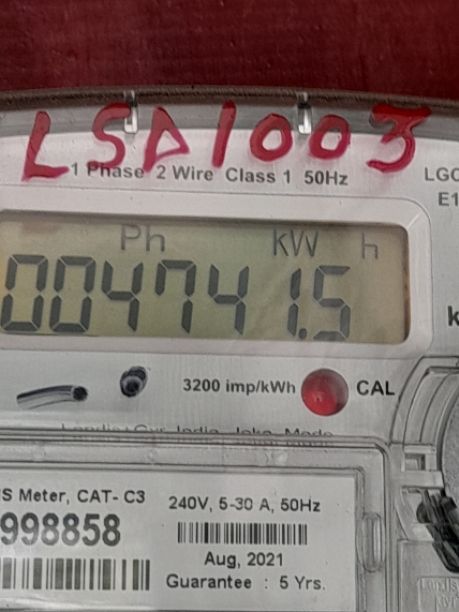 LSDA1003
1 Phase 2 Wire Class 1 50Hz
Ph kW h
004741.5
3200 imp/kWh CAL
S Meter, CAT- C3
240V, 5-30 A, 50Hz
998858
Aug, 2021
Guarantee : 5 Yrs.